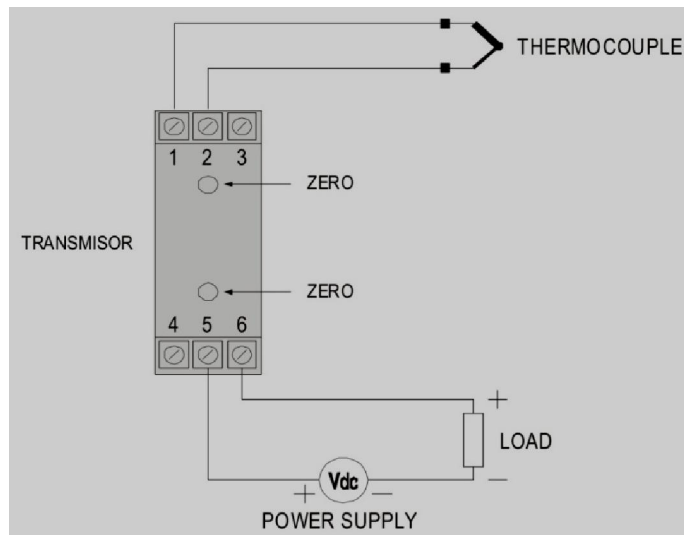 THERMOCOUPLE
1 2 3
ZERO
TRANSMISOR
ZERO
4 5 6
+
LOAD
Vdc
+ − −
POWER SUPPLY